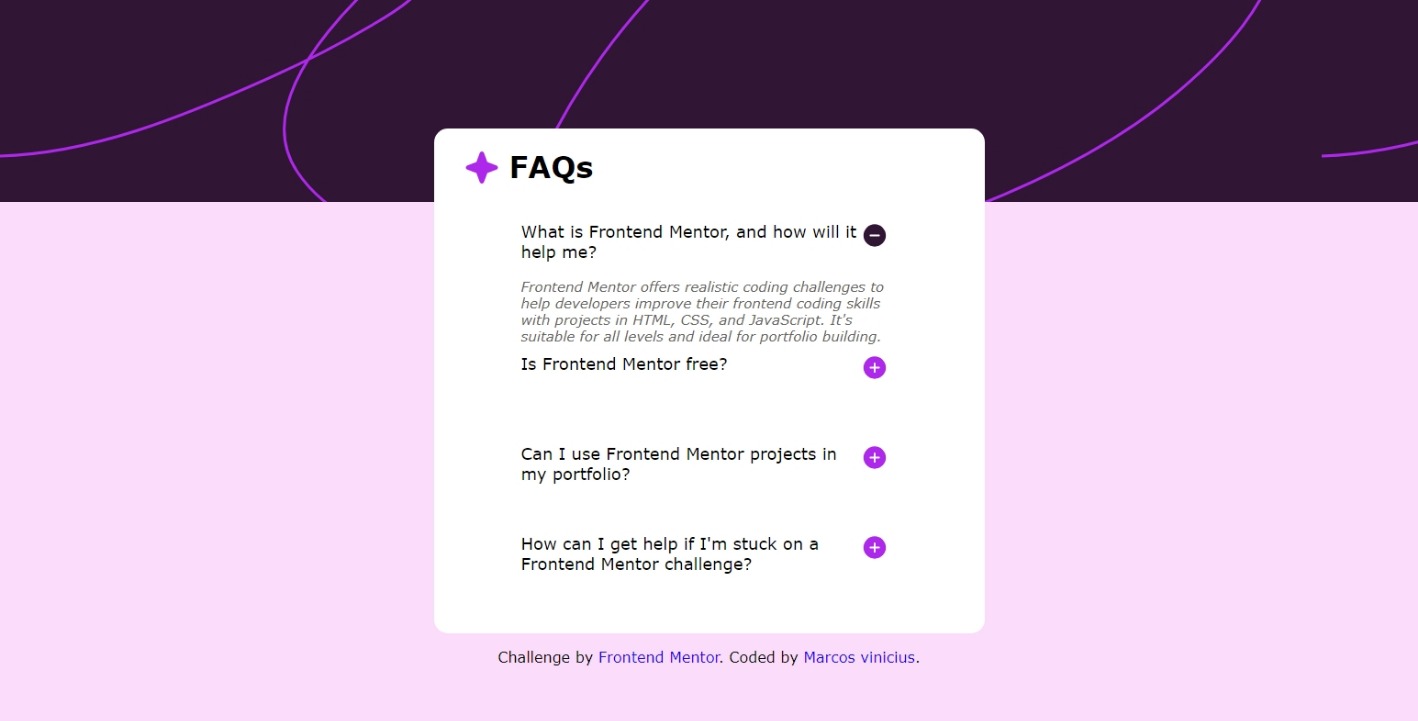 FAQs
What is Frontend Mentor, and how will it
help me?
Frontend Mentor offers realistic coding challenges to
help developers improve their frontend coding skills
with projects in HTML, CSS, and JavaScript. It's
suitable for all levels and ideal for portfolio building.
Is Frontend Mentor free?
Can I use Frontend Mentor projects in
my portfolio?
How can I get help if I'm stuck on a
Frontend Mentor challenge?
Challenge by Frontend Mentor. Coded by Marcos vinicius.